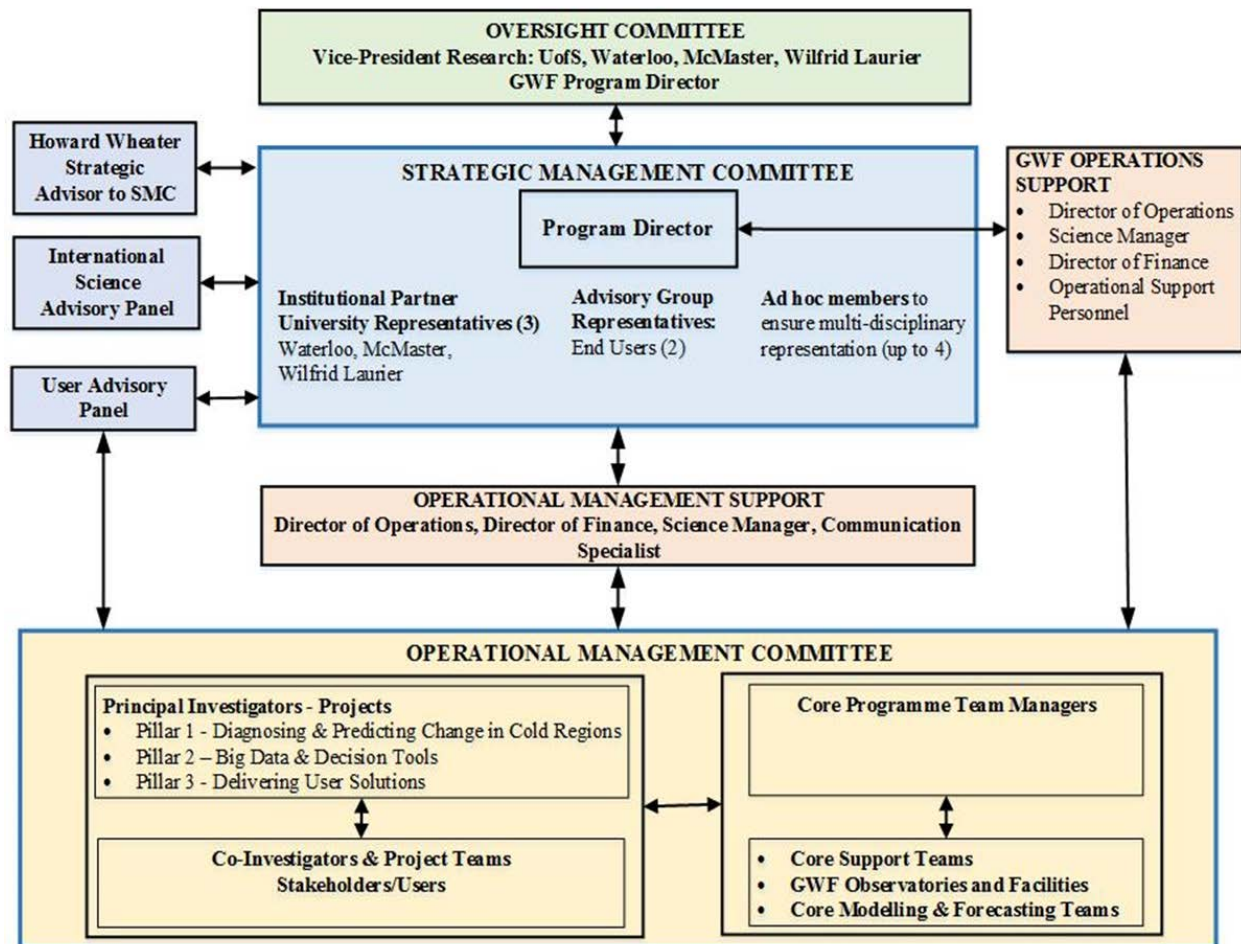 OVERSIGHT COMMITTEE
Vice-President Research: UofS, Waterloo, McMaster, Wilfrid Laurier
GWF Program Director
Howard Wheater
Strategic
Advisor to SMC
International
Science
Advisory Panel
User Advisory
Panel
STRATEGIC MANAGEMENT COMMITTEE
Program Director
Institutional Partner
University Representatives (3)
Waterloo, McMaster,
Wilfrid Laurier
Advisory Group
Representatives:
End Users (2)
Ad hoc members to
ensure multi-disciplinary
representation (up to 4)
GWF OPERATIONS
SUPPORT
• Director of Operations
• Science Manager
• Director of Finance
• Operational Support
Personnel
OPERATIONAL MANAGEMENT SUPPORT
Director of Operations, Director of Finance, Science Manager, Communication
Specialist
OPERATIONAL MANAGEMENT COMMITTEE
Principal Investigators - Projects
• Pillar 1 - Diagnosing & Predicting Change in Cold Regions
• Pillar 2 – Big Data & Decision Tools
• Pillar 3 - Delivering User Solutions
Co-Investigators & Project Teams
Stakeholders/Users
Core Programme Team Managers
• Core Support Teams
• GWF Observatories and Facilities
• Core Modelling & Forecasting Teams